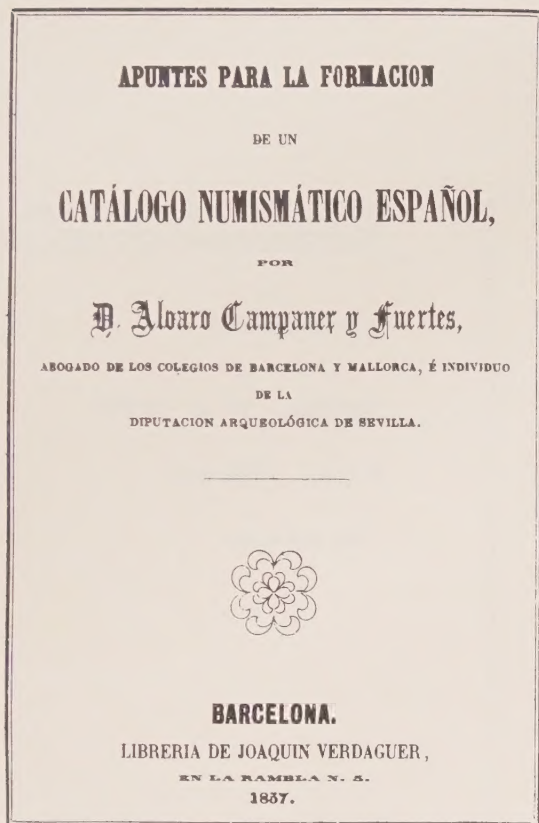 APUNTES PARA LA FORMACION
DE UN
CATÁLOGO NUMISMÁTICO ESPAÑOL,
POR
D. Alvaro Campaner y Fuertes,
ABOGADO DE LOS COLEGIOS DE BARCELONA Y MALLORCA, É INDIVIDUO
DE LA
DIPUTACION ARQUEOLÓGICA DE SEVILLA.
BARCELONA.
LIBRERIA DE JOAQUIN VERDAGUER,
EN LA RAMBLA N. 5.
1857.